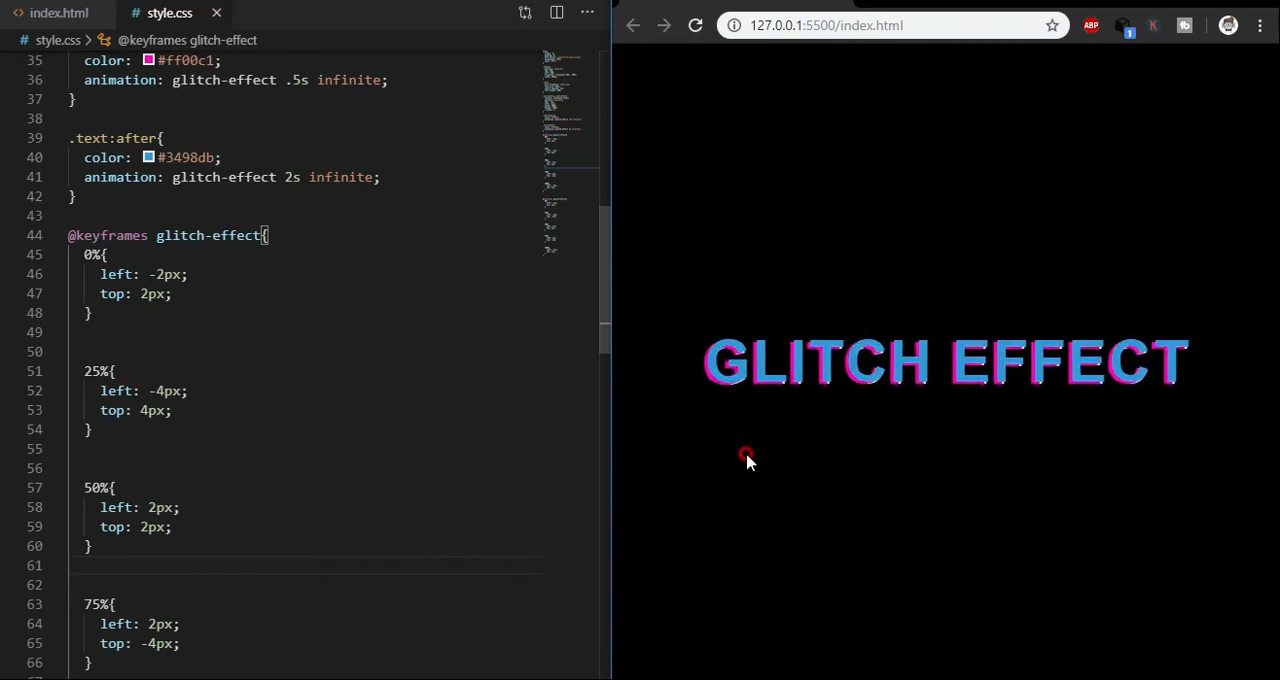 index.html
style.css
style.css > @keyframes glitch-effect
35 color: #ff00c1;
36 animation: glitch-effect .5s infinite;
37 }
38
39 .text:after{
40 color: #3498db;
41 animation: glitch-effect 2s infinite;
42 }
43
44 @keyframes glitch-effect{
45 0%{
46 left: -2px;
47 top: 2px;
48 }
49
50
51 25%{
52 left: -4px;
53 top: 4px;
54 }
55
56
57 50%{
58 left: 2px;
59 top: 2px;
60 }
61
62
63 75%{
64 left: 2px;
65 top: -4px;
66 }
127.0.0.1:5500/index.html
ABP
1
K
tb
GLITCH EFFECT